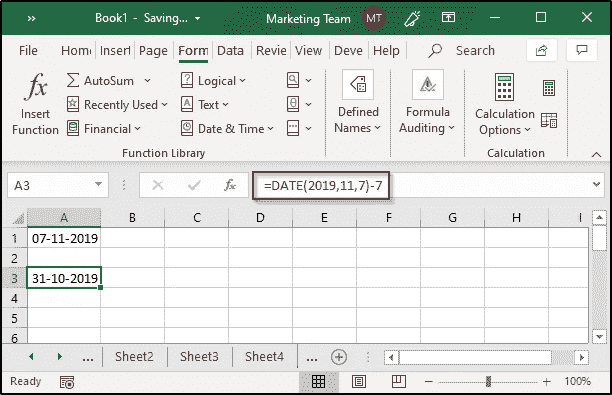 » Book1 - Saving... Marketing Team MT
» Hom Insert Page Form Data Revie View Deve Help Search
fx Insert Function
∑ AutoSum
Recently Used
Financial
Logical
Text
Date & Time
Function Library
Defined Names
Formula Auditing
Calculation Options
Calculation
A3 fx =DATE(2019,11,7)-7
A B C D E F G H I
1 07-11-2019
2
3 31-10-2019
4
5
6
... Sheet2 Sheet3 Sheet4 ...
Ready 100%